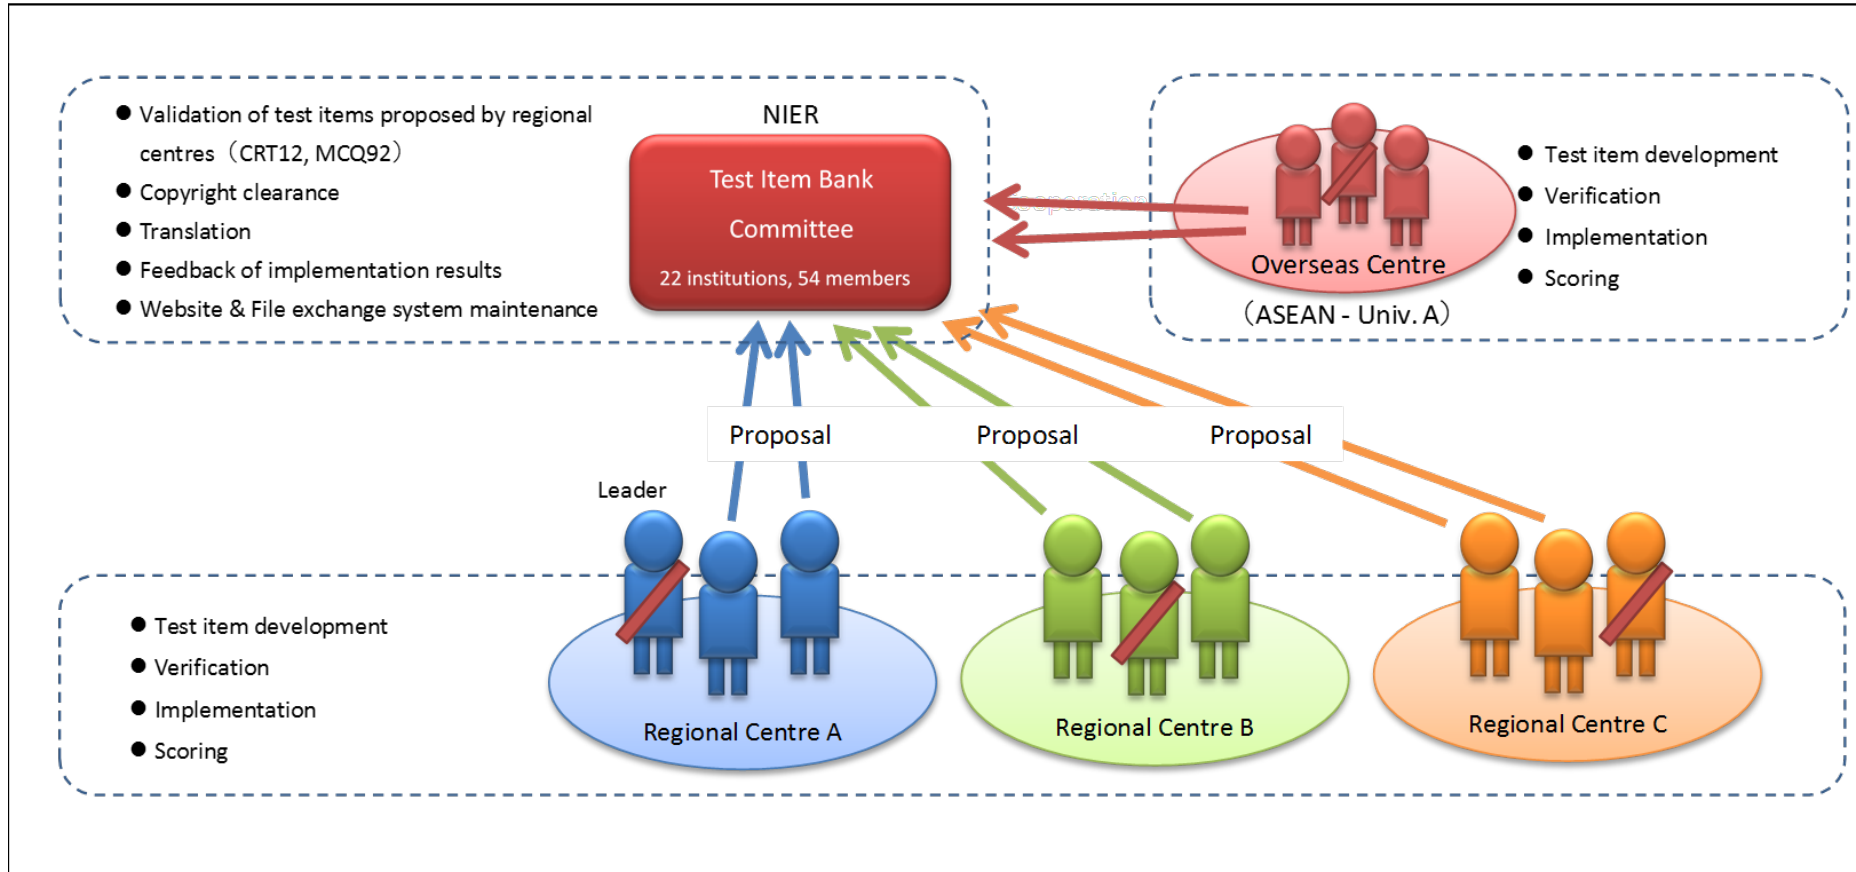 ● Validation of test items proposed by regional
centres（CRT12, MCQ92）
● Copyright clearance
● Translation
● Feedback of implementation results
● Website & File exchange system maintenance
NIER
Test Item Bank
Committee
22 institutions, 54 members
Overseas Centre
（ASEAN - Univ. A）
● Test item development
● Verification
● Implementation
● Scoring
Proposal
Proposal
Proposal
Leader
● Test item development
● Verification
● Implementation
● Scoring
Regional Centre A
Regional Centre B
Regional Centre C